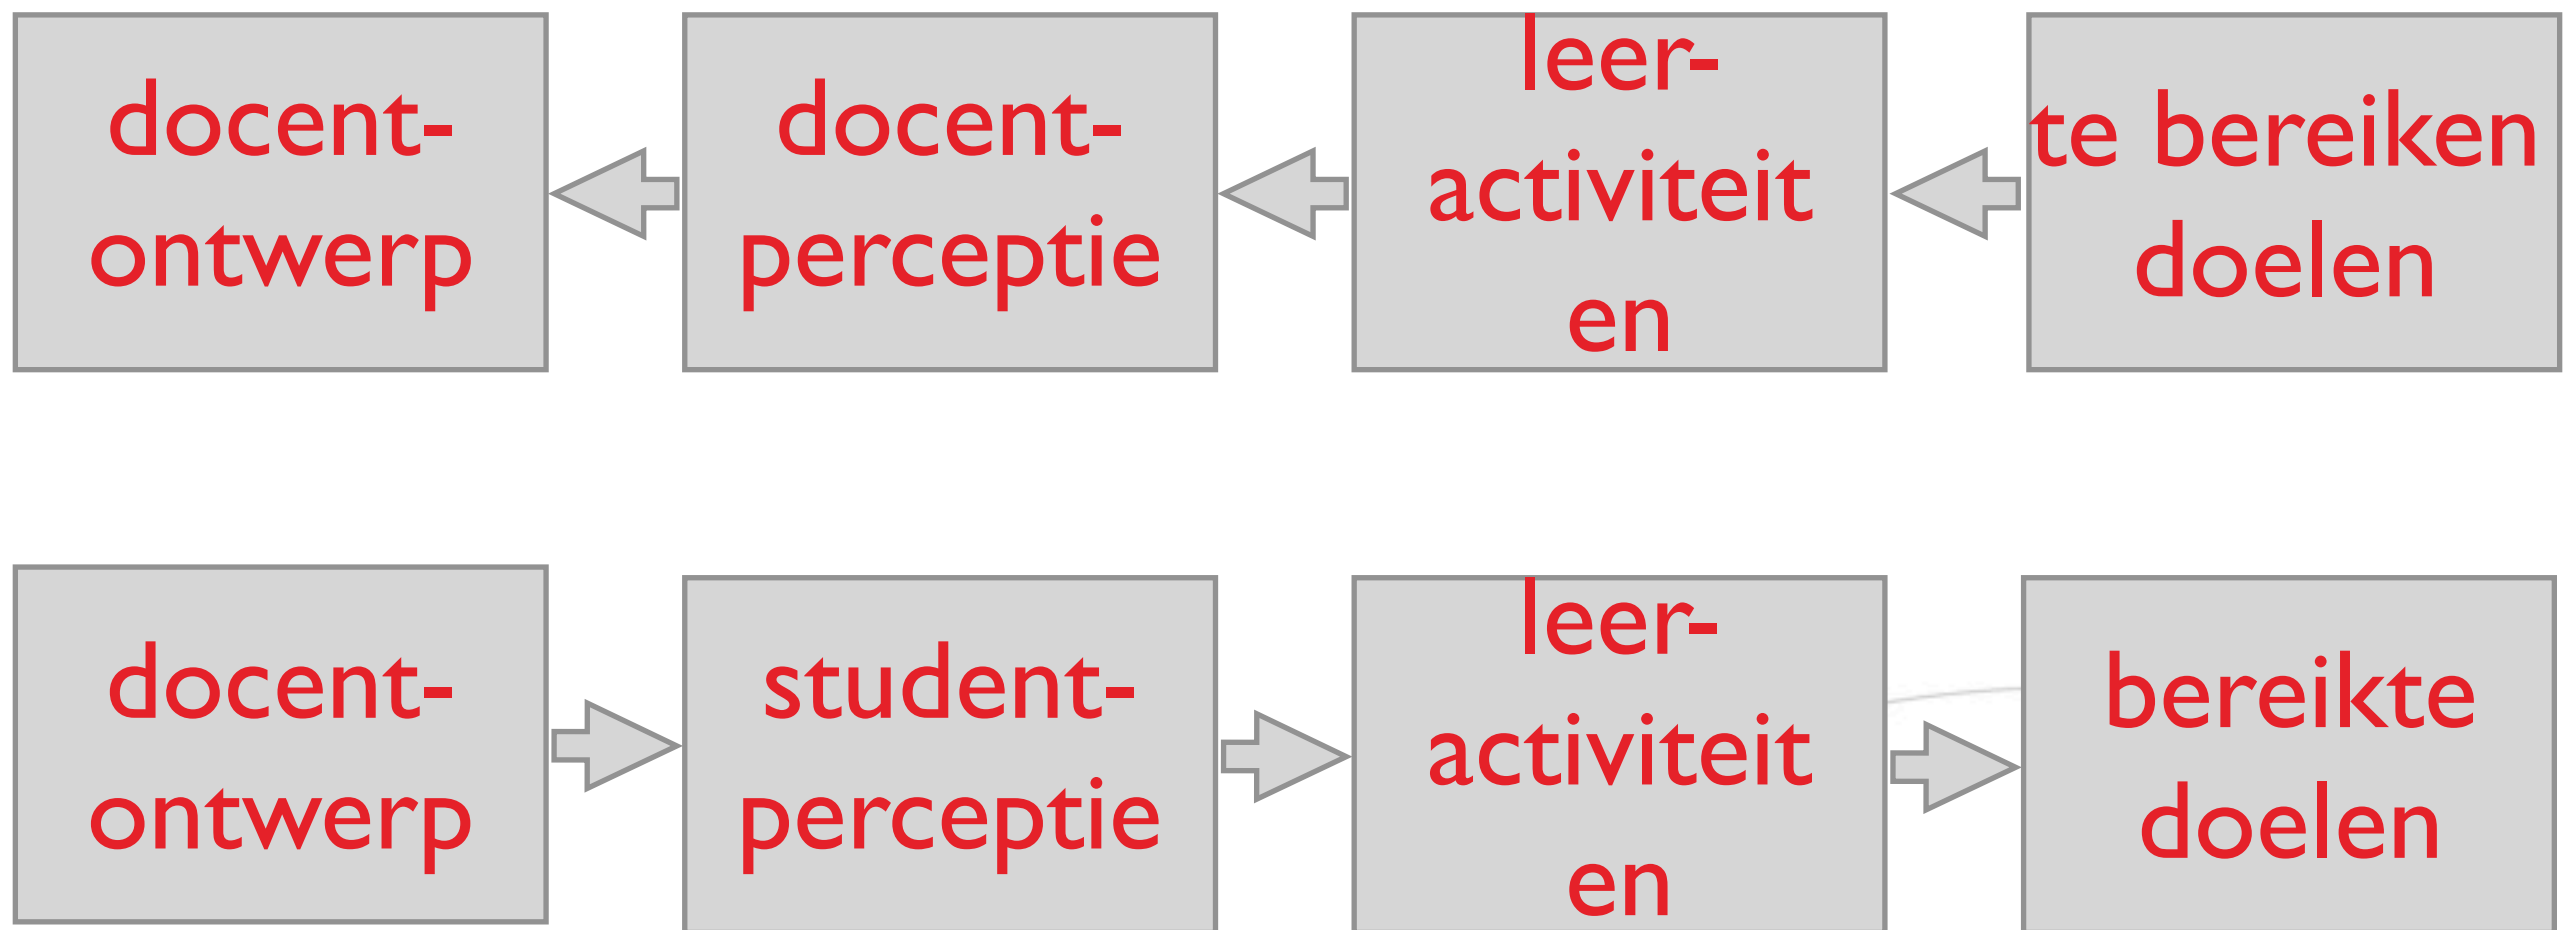 docent-
ontwerp
docent-
perceptie
leer-
activiteit
en
te bereiken
doelen
docent-
ontwerp
student-
perceptie
leer-
activiteit
en
bereikte
doelen